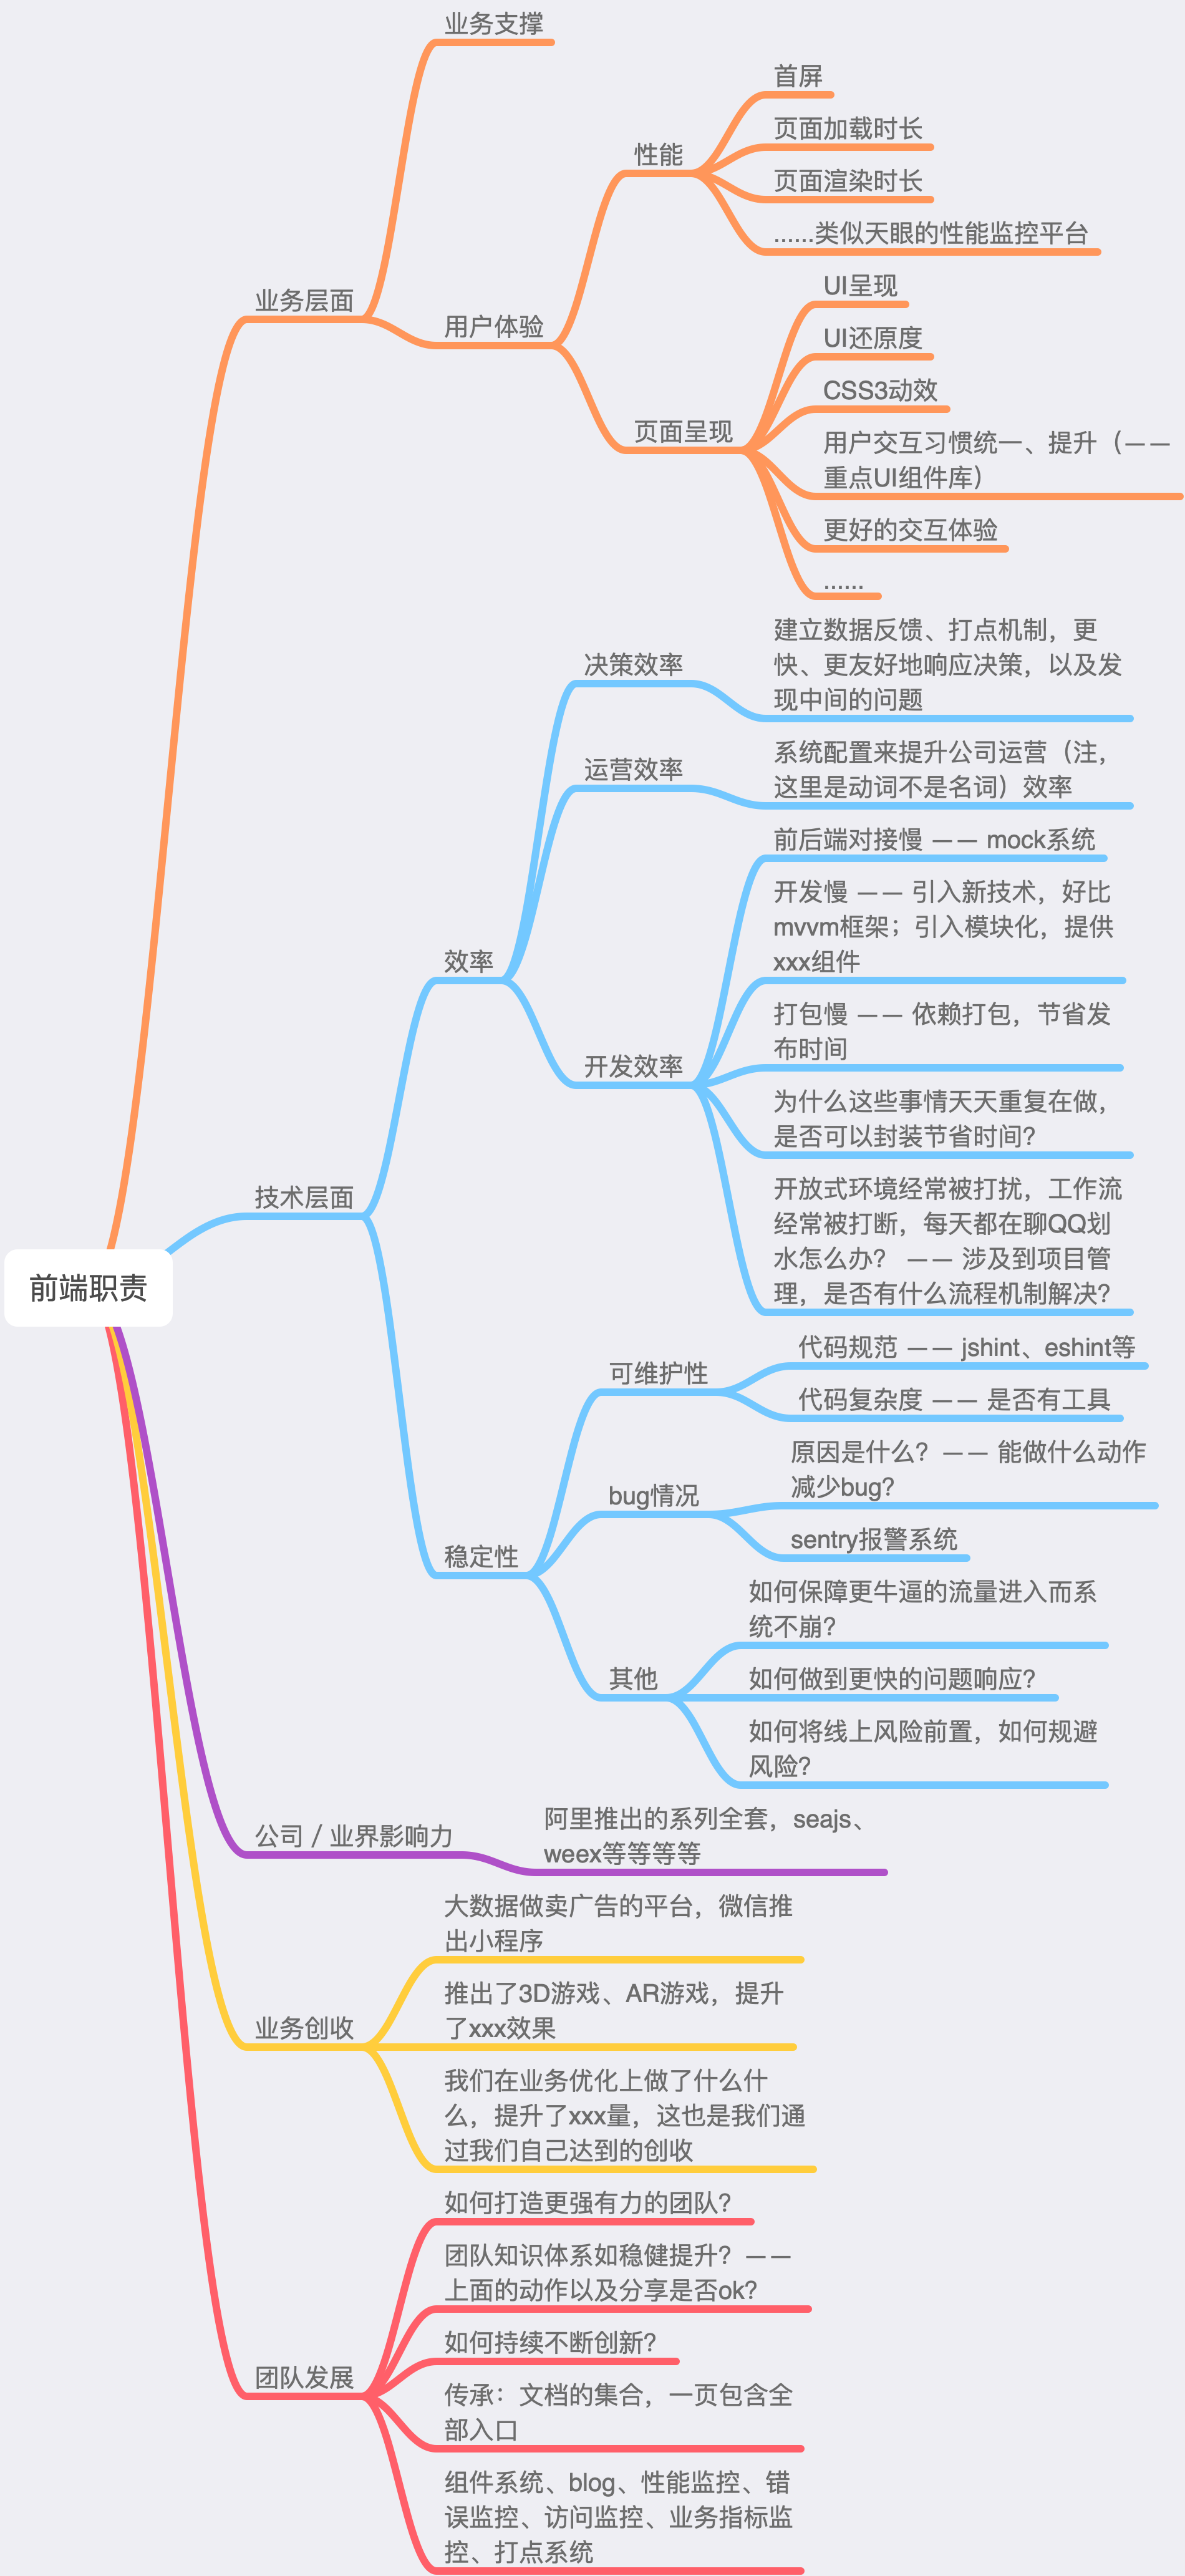 业务支撑
首屏
页面加载时长
性能
页面渲染时长
......类似天眼的性能监控平台
UI呈现
业务层面
用户体验
UI还原度
CSS3动效
页面呈现
用户交互习惯统一、提升（——
重点UI组件库）
更好的交互体验
......
建立数据反馈、打点机制，更
决策效率
快、更友好地响应决策，以及发
现中间的问题
系统配置来提升公司运营（注，
运营效率
这里是动词不是名词）效率
前后端对接慢 —— mock系统
开发慢 —— 引入新技术，好比
mvvm框架；引入模块化，提供
效率
xxx组件
打包慢 —— 依赖打包，节省发
布时间
开发效率
为什么这些事情天天重复在做，
是否可以封装节省时间？
技术层面
开放式环境经常被打扰，工作流
经常被打断，每天都在聊QQ划
水怎么办？ —— 涉及到项目管
理，是否有什么流程机制解决？
前端职责
代码规范 —— jshint、eshint等
可维护性
代码复杂度 —— 是否有工具
原因是什么？—— 能做什么动作
减少bug？
bug情况
sentry报警系统
稳定性
如何保障更牛逼的流量进入而系
统不崩？
其他
如何做到更快的问题响应？
如何将线上风险前置，如何规避
风险？
公司 / 业界影响力
阿里推出的系列全套，seajs、
weex等等等等
大数据做卖广告的平台，微信推
出小程序
推出了3D游戏、AR游戏，提升
业务创收
了xxx效果
我们在业务优化上做了什么什
么，提升了xxx量，这也是我们通
过我们自己达到的创收
如何打造更强有力的团队？
团队知识体系如稳健提升？——
上面的动作以及分享是否ok？
如何持续不断创新？
团队发展
传承：文档的集合，一页包含全
部入口
组件系统、blog、性能监控、错
误监控、访问监控、业务指标监
控、打点系统